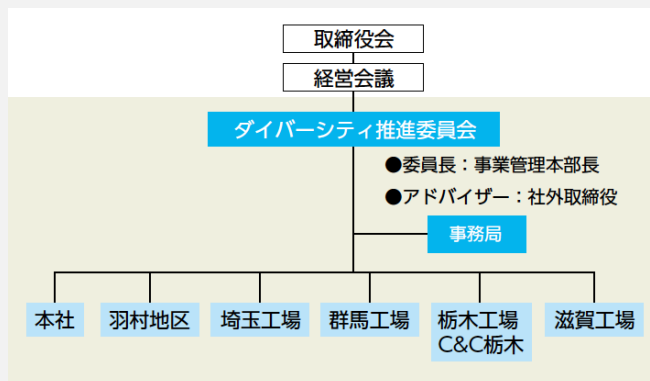 取締役会
経営会議
ダイバーシティ推進委員会
●委員長：事業管理本部長
●アドバイザー：社外取締役
事務局
本社
羽村地区
埼玉工場
群馬工場
栃木工場
C&C栃木
滋賀工場